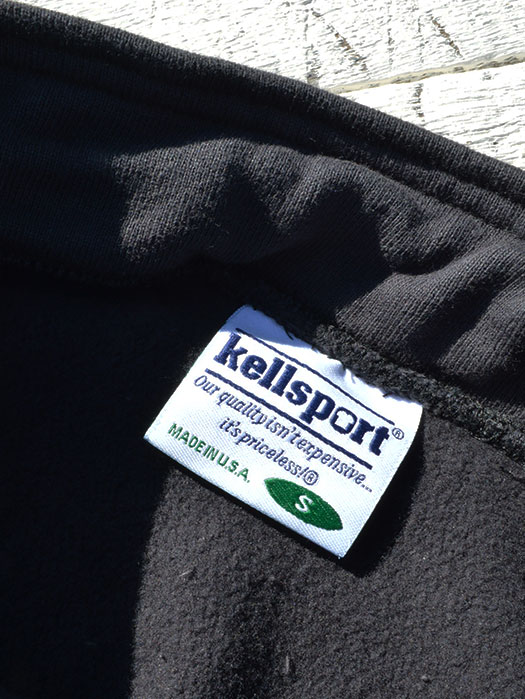 kellsport®
Our quality isn't expensive...
it's priceless!®
MADE IN U.S.A.
S